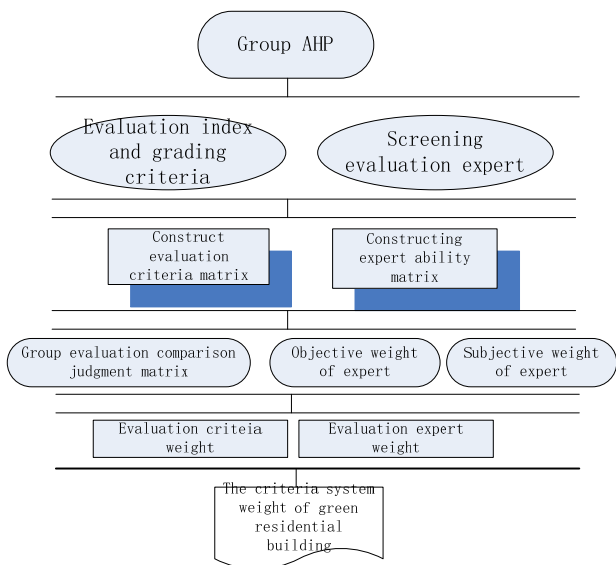 Group AHP
Evaluation index
and grading
criteria
Screening
evaluation expert
Construct
evaluation
criteria matrix
Constructing
expert ability
matrix
Group evaluation comparison
judgment matrix
Objective weight
of expert
Subjective weight
of expert
Evaluation criteia
weight
Evaluation expert
weight
The criteria system
weight of green
residential
building